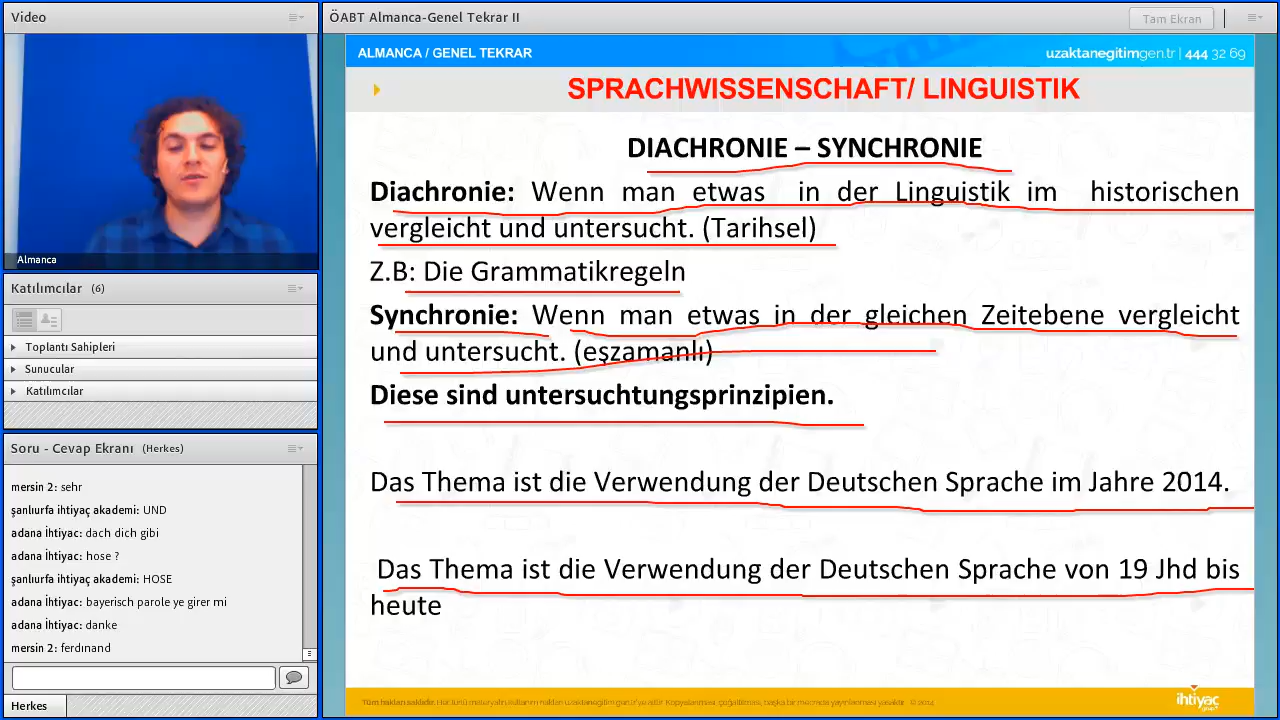 Video
Almanca
Katılımcılar (6)
Toplantı Sahipleri
Sunucular
Katılımcılar
Soru - Cevap Ekranı (Herkes)
mersin 2: sehr
şanlıurfa ihtiyaç akademi: UND
adana İhtiyaç: dach dich gibi
adana İhtiyaç: hose ?
şanlıurfa ihtiyaç akademi: HOSE
adana İhtiyaç: bayerisch parole ye girer mi
adana İhtiyaç: danke
mersin 2: ferdınand
Herkes
ÖABT Almanca-Genel Tekrar II
Tam Ekran
ALMANCA / GENEL TEKRAR
uzaktanegitimgen.tr | 444 32 69
SPRACHWISSENSCHAFT/ LINGUISTIK
DIACHRONIE – SYNCHRONIE
Diachronie: Wenn man etwas in der Linguistik im historischen
vergleicht und untersucht. (Tarihsel)
Z.B: Die Grammatikregeln
Synchronie: Wenn man etwas in der gleichen Zeitebene vergleicht
und untersucht. (eşzamanlı)
Diese sind untersuchtungsprinzipien.
Das Thema ist die Verwendung der Deutschen Sprache im Jahre 2014.
Das Thema ist die Verwendung der Deutschen Sprache von 19 Jhd bis
heute
Tüm hakları saklıdır. © 2014
ihtiyaç